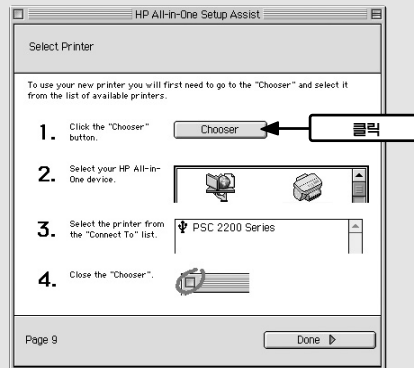 HP All-in-One Setup Assist
Select Printer
To use your new printer you will first need to go to the "Chooser" and select it
from the list of available printers.
1. Click the "Chooser"
button.
Chooser
클릭
2. Select your HP All-in-
One device.
3. Select the printer from
the "Connect To" list.
PSC 2200 Series
4. Close the "Chooser".
Page 9
Done